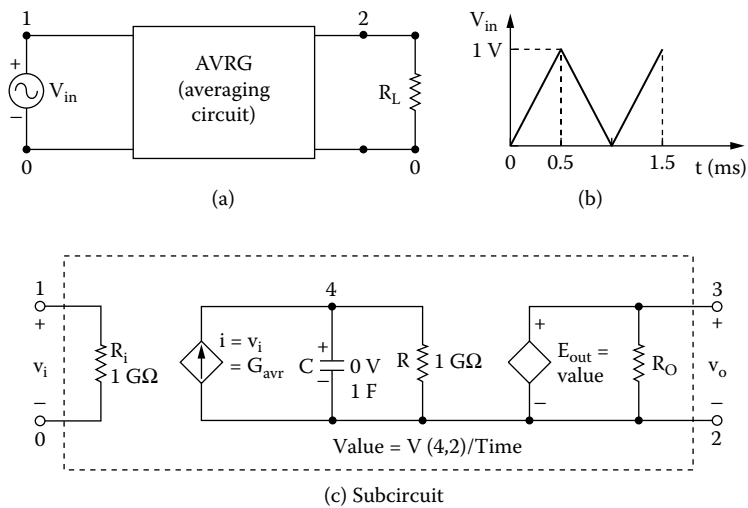 1
2
+
V_in
−
AVRG
(averaging
circuit)
R_L
0
0
(a)
V_in
1 V
0
0.5
1.5
t (ms)
(b)
1
+
v_i
−
0
R_i
1 GΩ
i = v_i
= G_avr
4
+
C
−
0 V
1 F
R
1 GΩ
+
E_out =
value
−
R_O
3
+
v_o
−
2
Value = V (4,2)/Time
(c) Subcircuit